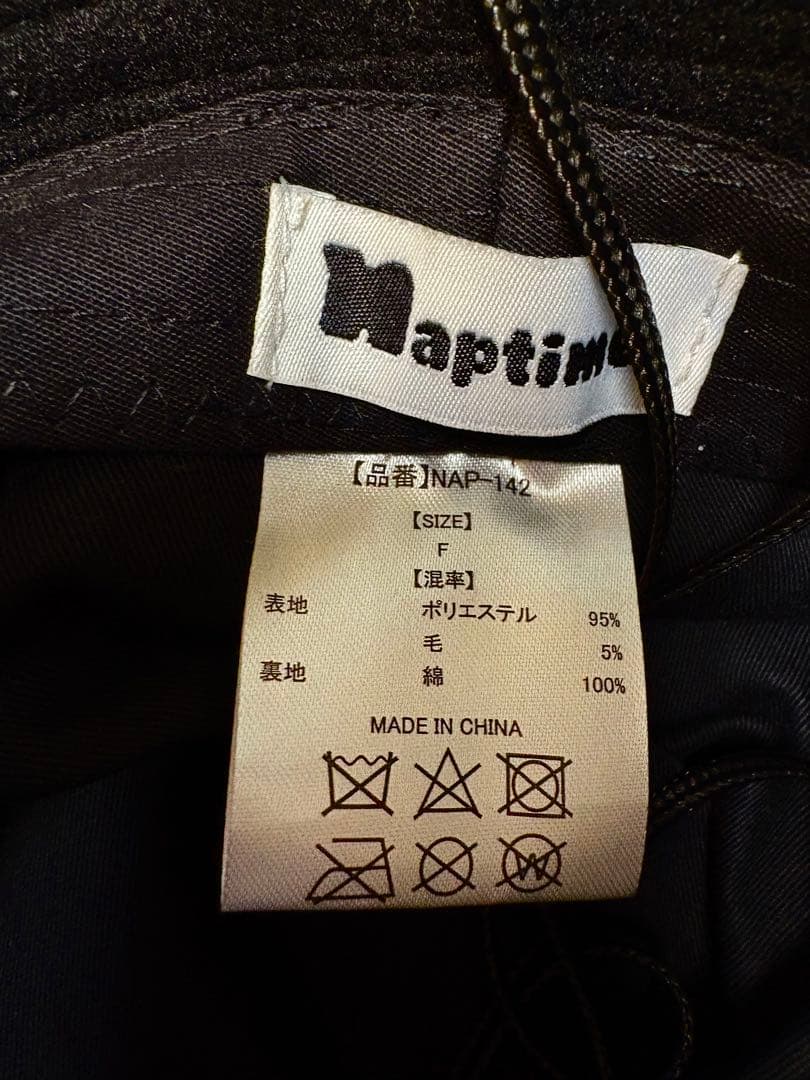 Naptime
【品番】NAP-142
【SIZE】
F
【混率】
表地 ポリエステル 95%
毛 5%
裏地 綿 100%
MADE IN CHINA
W